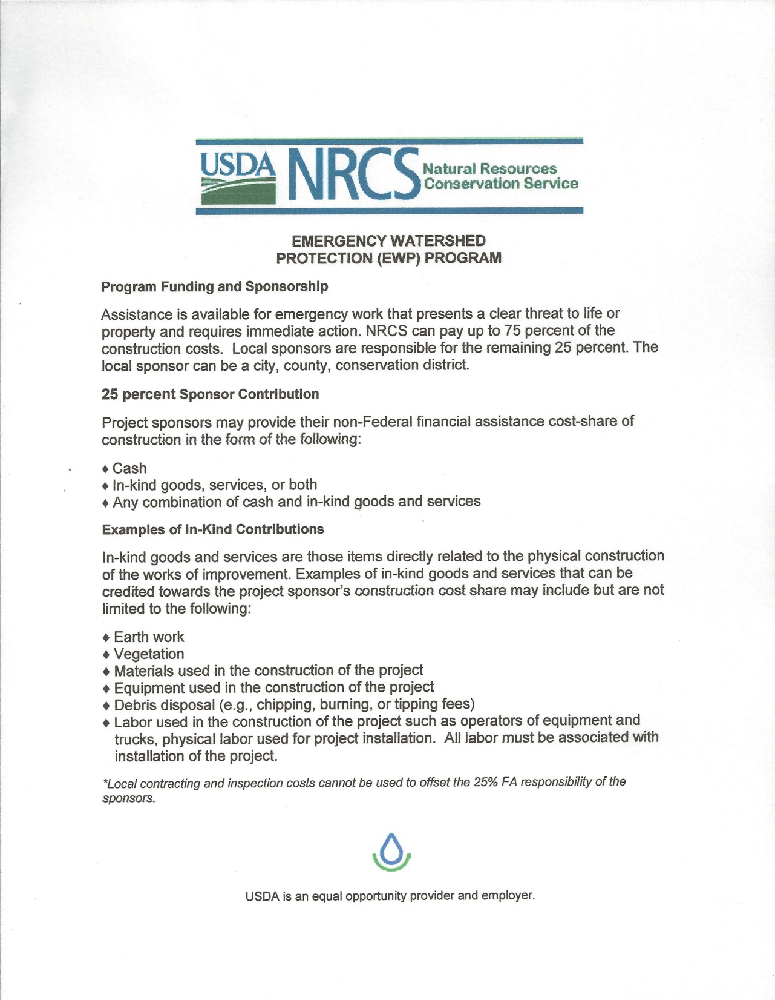 USDA NRCS Natural Resources
Conservation Service
EMERGENCY WATERSHED
PROTECTION (EWP) PROGRAM
Program Funding and Sponsorship
Assistance is available for emergency work that presents a clear threat to life or
property and requires immediate action. NRCS can pay up to 75 percent of the
construction costs.  Local sponsors are responsible for the remaining 25 percent. The
local sponsor can be a city, county, conservation district.
25 percent Sponsor Contribution
Project sponsors may provide their non-Federal financial assistance cost-share of
construction in the form of the following:
♦ Cash
♦ In-kind goods, services, or both
♦ Any combination of cash and in-kind goods and services
Examples of In-Kind Contributions
In-kind goods and services are those items directly related to the physical construction
of the works of improvement. Examples of in-kind goods and services that can be
credited towards the project sponsor's construction cost share may include but are not
limited to the following:
♦ Earth work
♦ Vegetation
♦ Materials used in the construction of the project
♦ Equipment used in the construction of the project
♦ Debris disposal (e.g., chipping, burning, or tipping fees)
♦ Labor used in the construction of the project such as operators of equipment and
trucks, physical labor used for project installation.  All labor must be associated with
installation of the project.
*Local contracting and inspection costs cannot be used to offset the 25% FA responsibility of the
sponsors.
USDA is an equal opportunity provider and employer.